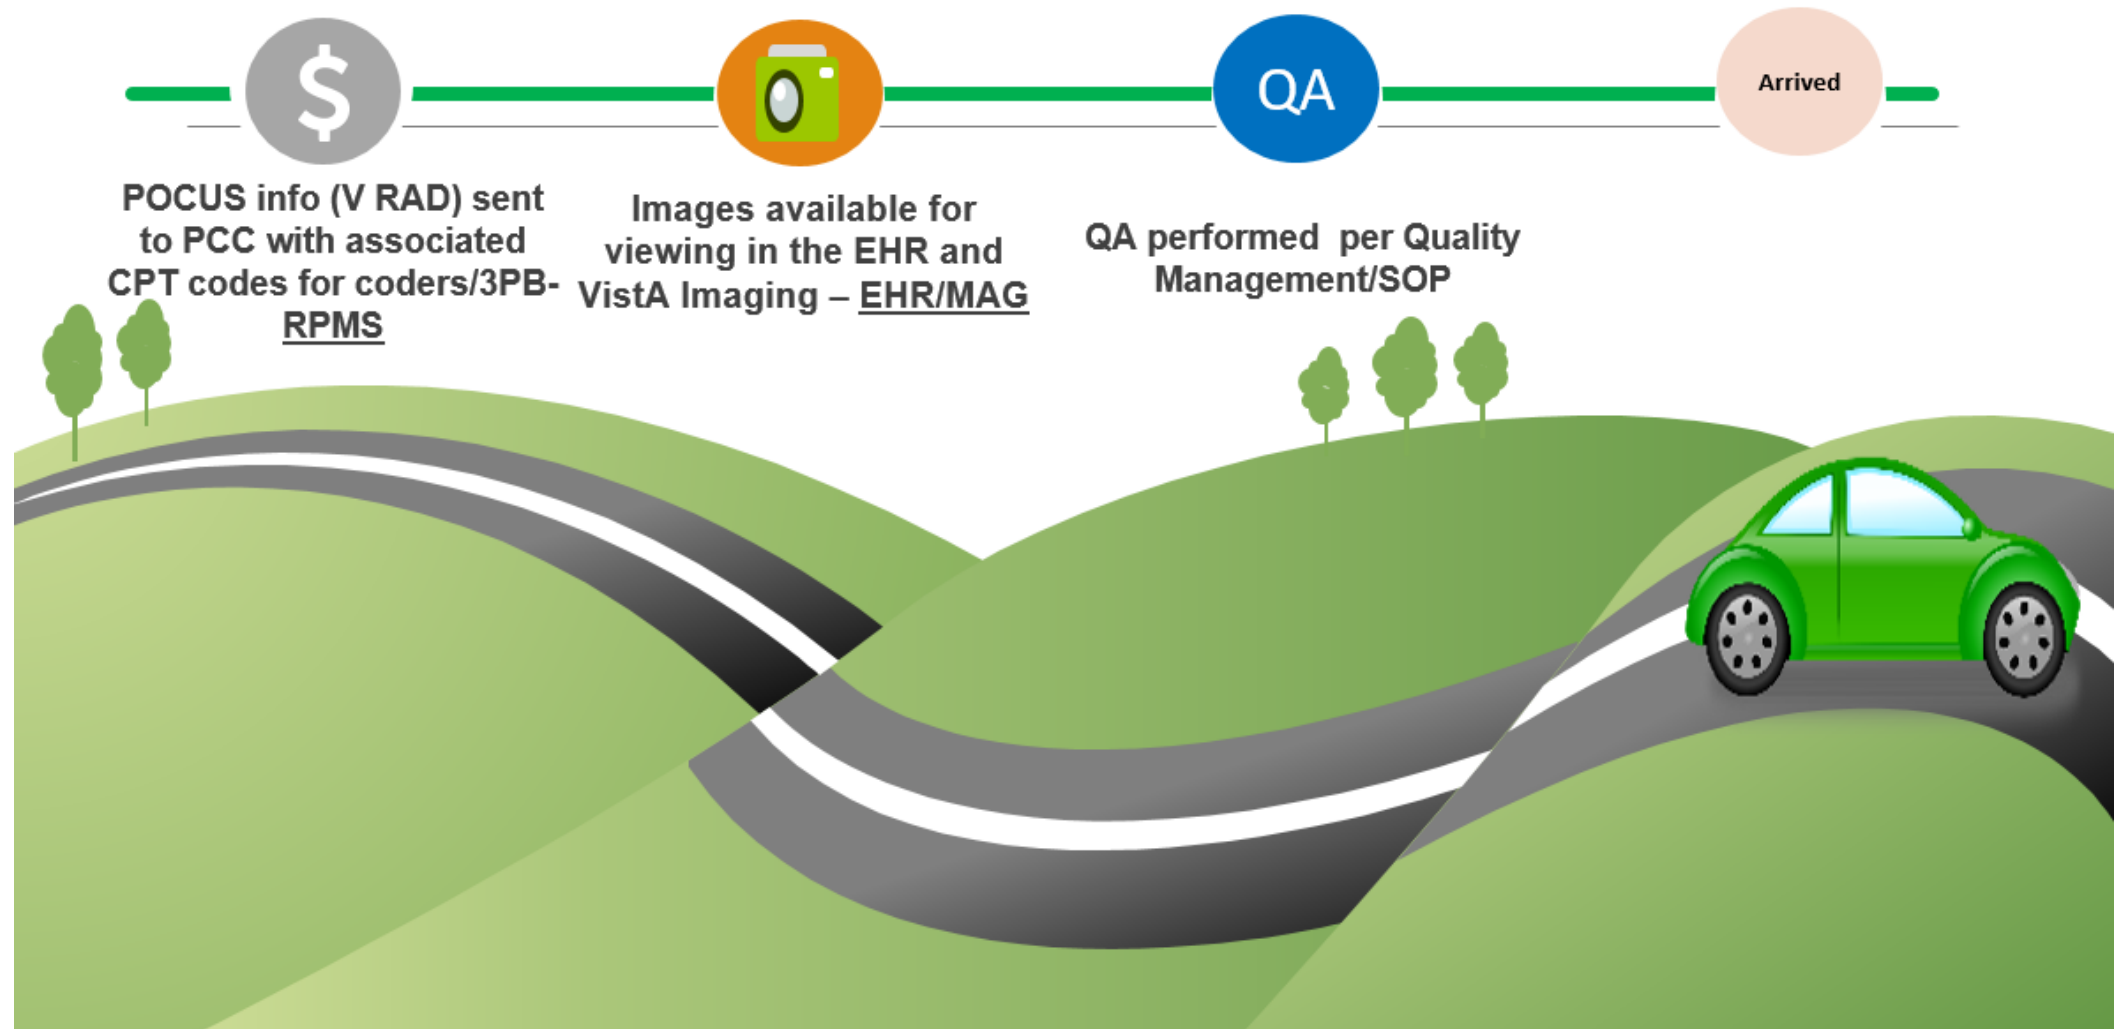 $
QA
Arrived
POCUS info (V RAD) sent
to PCC with associated
CPT codes for coders/3PB-
RPMS
Images available for
viewing in the EHR and
VistA Imaging – EHR/MAG
QA performed  per Quality
Management/SOP